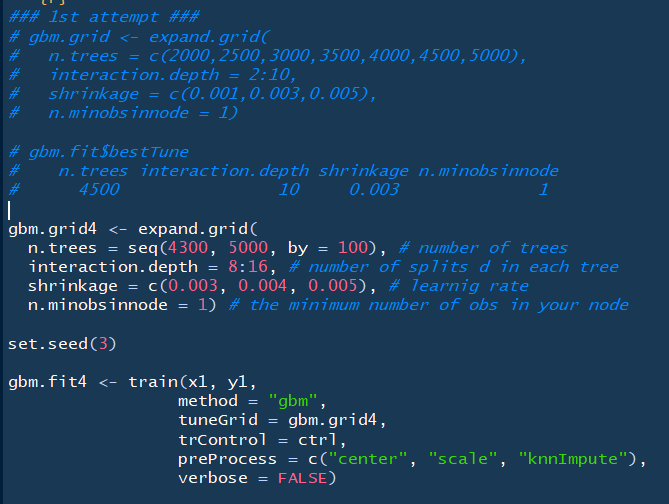 ### 1st attempt ###
# gbm.grid <- expand.grid(
#   n.trees = c(2000,2500,3000,3500,4000,4500,5000),
#   interaction.depth = 2:10,
#   shrinkage = c(0.001,0.003,0.005),
#   n.minobsinnode = 1)
# gbm.fit$bestTune
#    n.trees interaction.depth shrinkage n.minobsinnode
#      4500                10     0.003              1
gbm.grid4 <- expand.grid(
  n.trees = seq(4300, 5000, by = 100), # number of trees
  interaction.depth = 8:16, # number of splits d in each tree
  shrinkage = c(0.003, 0.004, 0.005), # learnig rate
  n.minobsinnode = 1) # the minimum number of obs in your node
set.seed(3)
gbm.fit4 <- train(x1, y1,
                 method = "gbm",
                 tuneGrid = gbm.grid4,
                 trControl = ctrl,
                 preProcess = c("center", "scale", "knnImpute"),
                 verbose = FALSE)